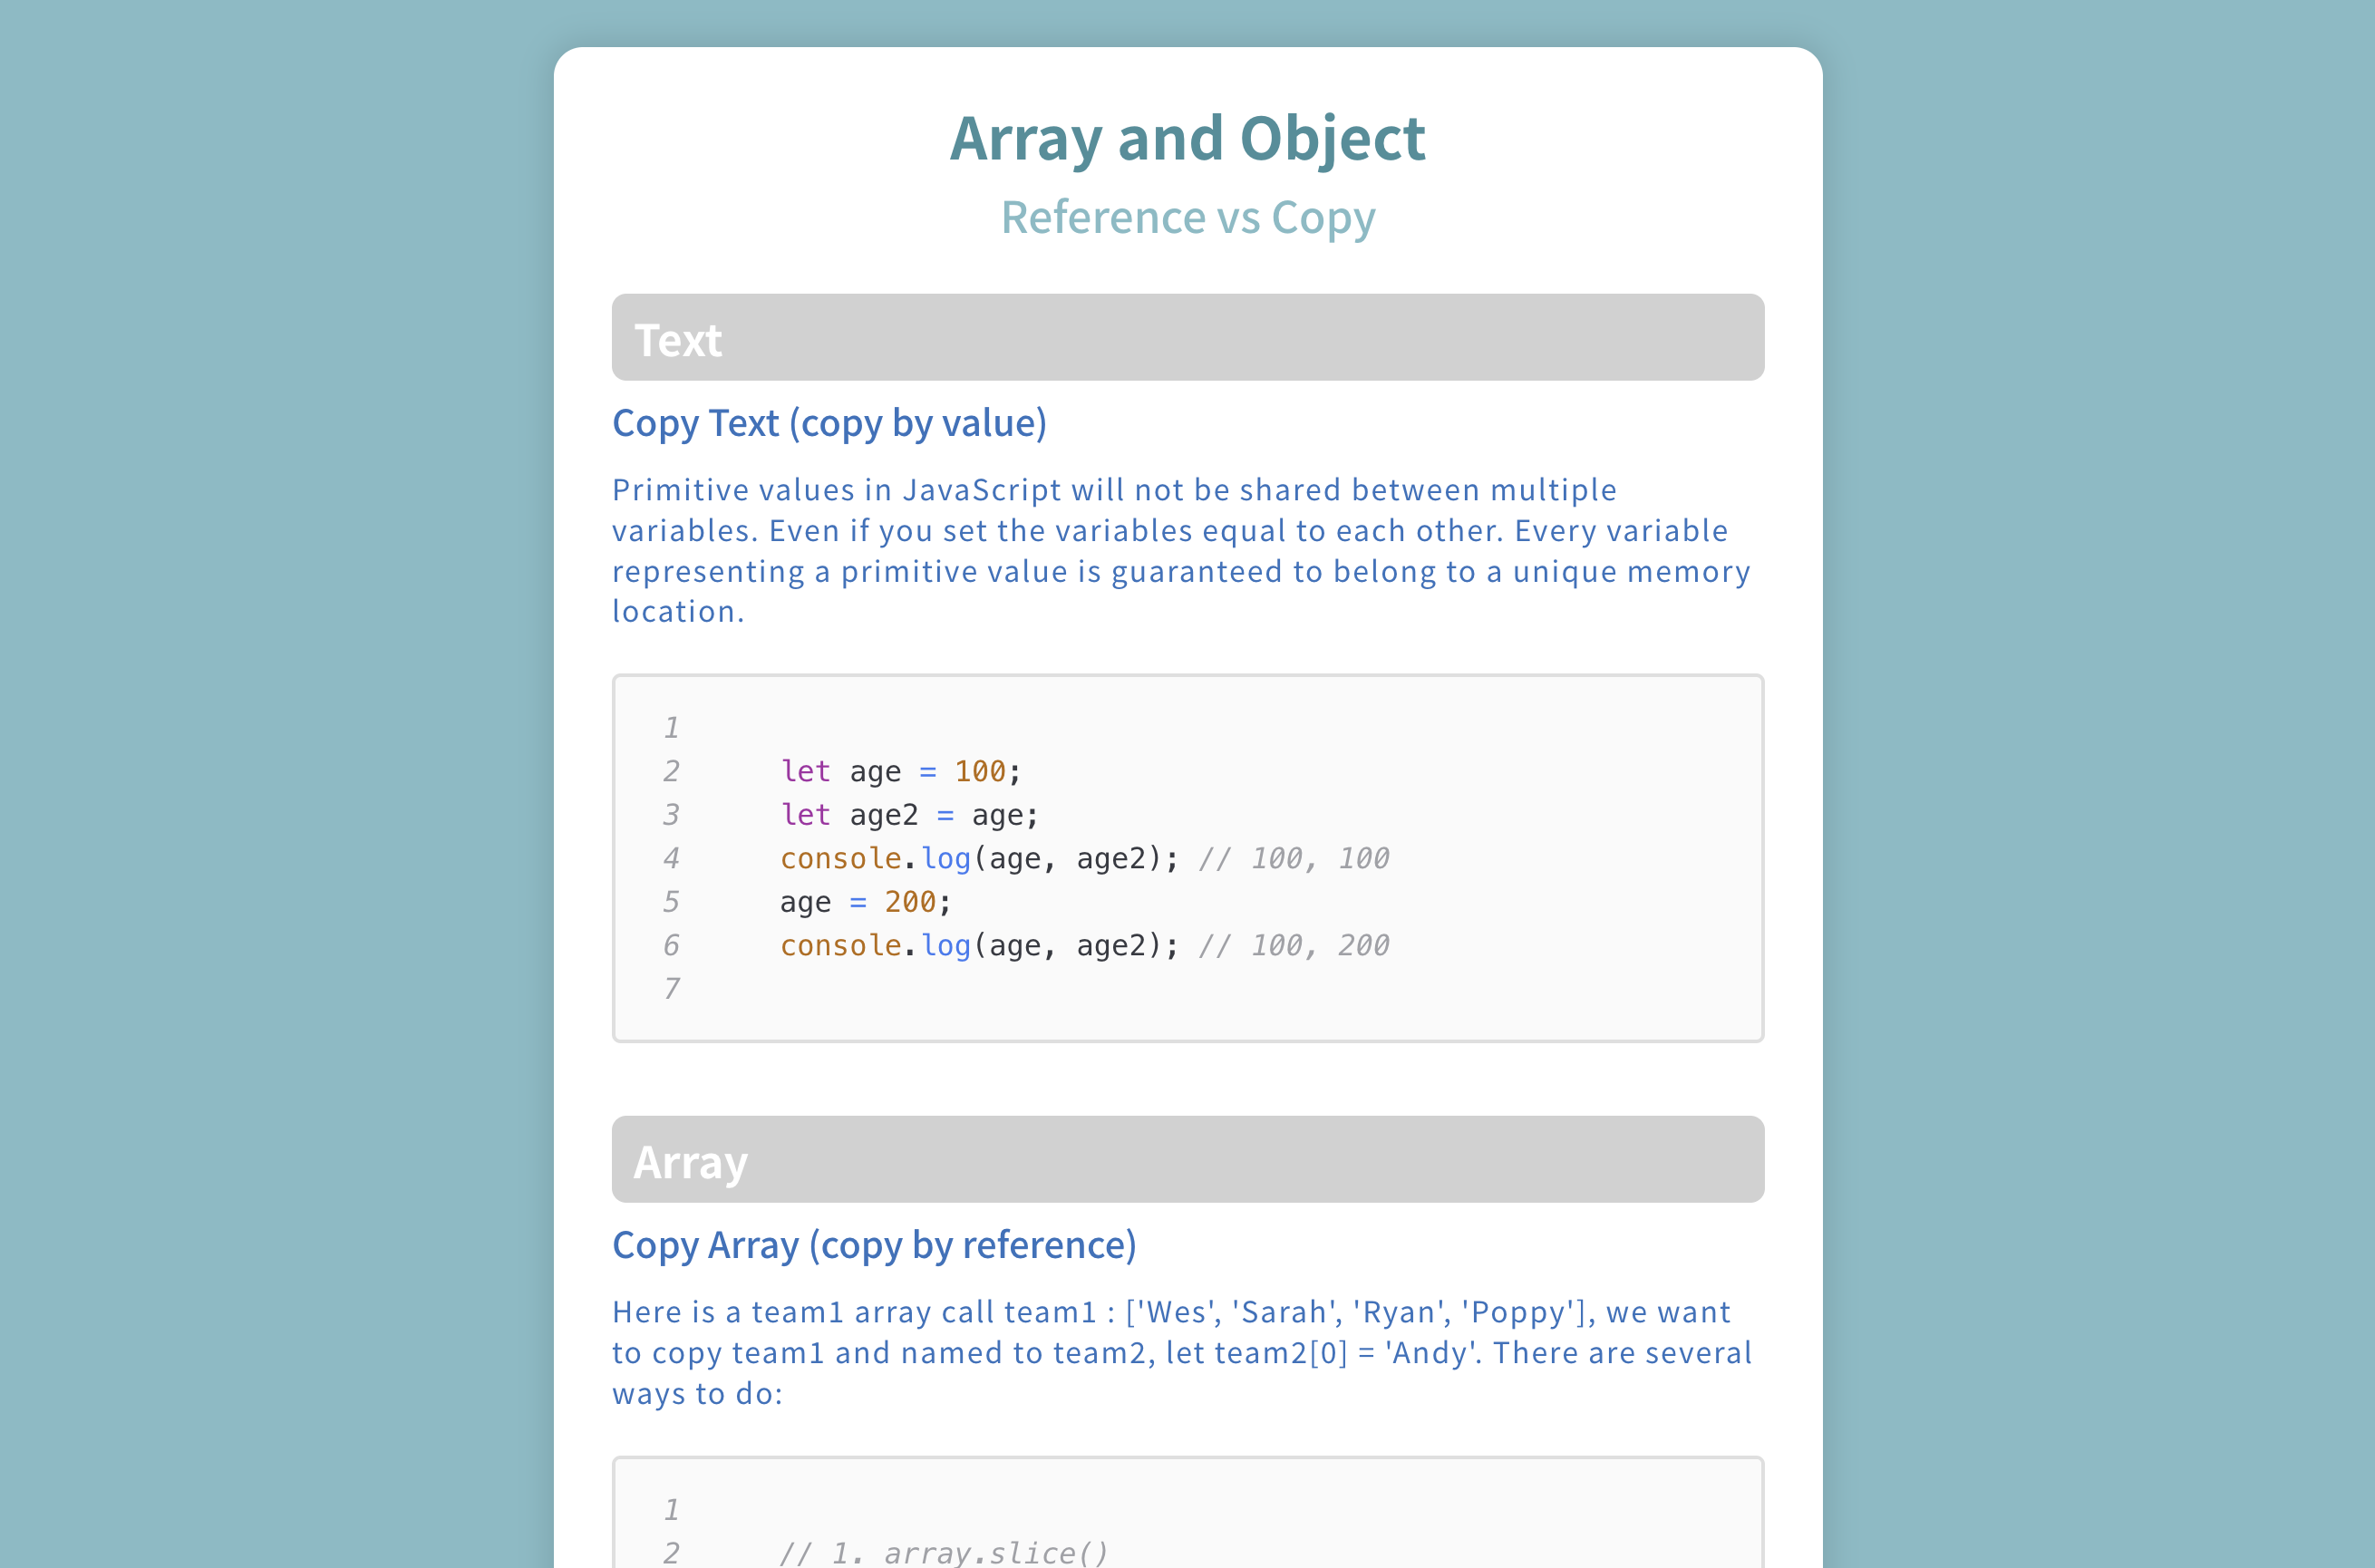 Array and Object
Reference vs Copy
Text
Copy Text (copy by value)
Primitive values in JavaScript will not be shared between multiple
variables. Even if you set the variables equal to each other. Every variable
representing a primitive value is guaranteed to belong to a unique memory
location.
1
2 let age = 100;
3 let age2 = age;
4 console.log(age, age2); // 100, 100
5 age = 200;
6 console.log(age, age2); // 100, 200
7
Array
Copy Array (copy by reference)
Here is a team1 array call team1 : ['Wes', 'Sarah', 'Ryan', 'Poppy'], we want
to copy team1 and named to team2, let team2[0] = 'Andy'. There are several
ways to do:
1
2 // 1. array.slice()